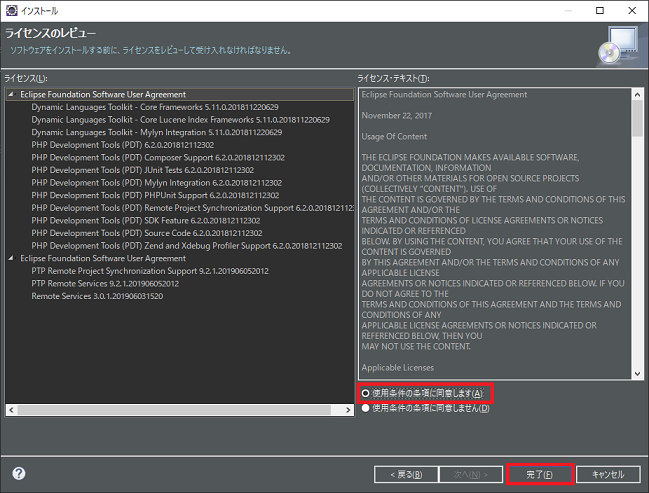 インストール
ライセンスのレビュー
ソフトウェアをインストールする前に、ライセンスをレビューして受け入れなければなりません。
ライセンス(L):
Eclipse Foundation Software User Agreement
Dynamic Languages Toolkit - Core Frameworks 5.11.0.201811220629
Dynamic Languages Toolkit - Core Lucene Index Frameworks 5.11.0.201811220629
Dynamic Languages Toolkit - Mylyn Integration 5.11.0.201811220629
PHP Development Tools (PDT) 6.2.0.201812112302
PHP Development Tools (PDT) Composer Support 6.2.0.201812112302
PHP Development Tools (PDT) JUnit Tests 6.2.0.201812112302
PHP Development Tools (PDT) Mylyn Integration 6.2.0.201812112302
PHP Development Tools (PDT) PHPUnit Support 6.2.0.201812112302
PHP Development Tools (PDT) Remote Project Synchronization Support 6.2.0.2018112
PHP Development Tools (PDT) SDK Feature 6.2.0.201812112302
PHP Development Tools (PDT) Source Code 6.2.0.201812112302
PHP Development Tools (PDT) Zend and Xdebug Profiler Support 6.2.0.201812112302
Eclipse Foundation Software User Agreement
PTP Remote Project Synchronization Support 9.2.1.201906052012
PTP Remote Services 9.2.1.201906052012
Remote Services 3.0.1.201906031520
ライセンス・テキスト(T):
Eclipse Foundation Software User Agreement
November 22, 2017
Usage Of Content
THE ECLIPSE FOUNDATION MAKES AVAILABLE SOFTWARE,
DOCUMENTATION, INFORMATION
AND/OR OTHER MATERIALS FOR OPEN SOURCE PROJECTS
(COLLECTIVELY "CONTENT"). USE OF
THE CONTENT IS GOVERNED BY THE TERMS AND CONDITIONS OF THIS
AGREEMENT AND/OR THE
TERMS AND CONDITIONS OF LICENSE AGREEMENTS OR NOTICES
INDICATED OR REFERENCED
BELOW. BY USING THE CONTENT, YOU AGREE THAT YOUR USE OF THE
CONTENT IS GOVERNED
BY THIS AGREEMENT AND/OR THE TERMS AND CONDITIONS OF ANY
APPLICABLE LICENSE
AGREEMENTS OR NOTICES INDICATED OR REFERENCED BELOW. IF YOU
DO NOT AGREE TO THE
TERMS AND CONDITIONS OF THIS AGREEMENT AND THE TERMS AND
CONDITIONS OF ANY
APPLICABLE LICENSE AGREEMENTS OR NOTICES INDICATED OR
REFERENCED BELOW, THEN YOU
MAY NOT USE THE CONTENT.
Applicable Licenses
使用条件の条項に同意します(A)
使用条件の条項に同意しません(D)
< 戻る(B)
次へ(N) >
完了(F)
キャンセル